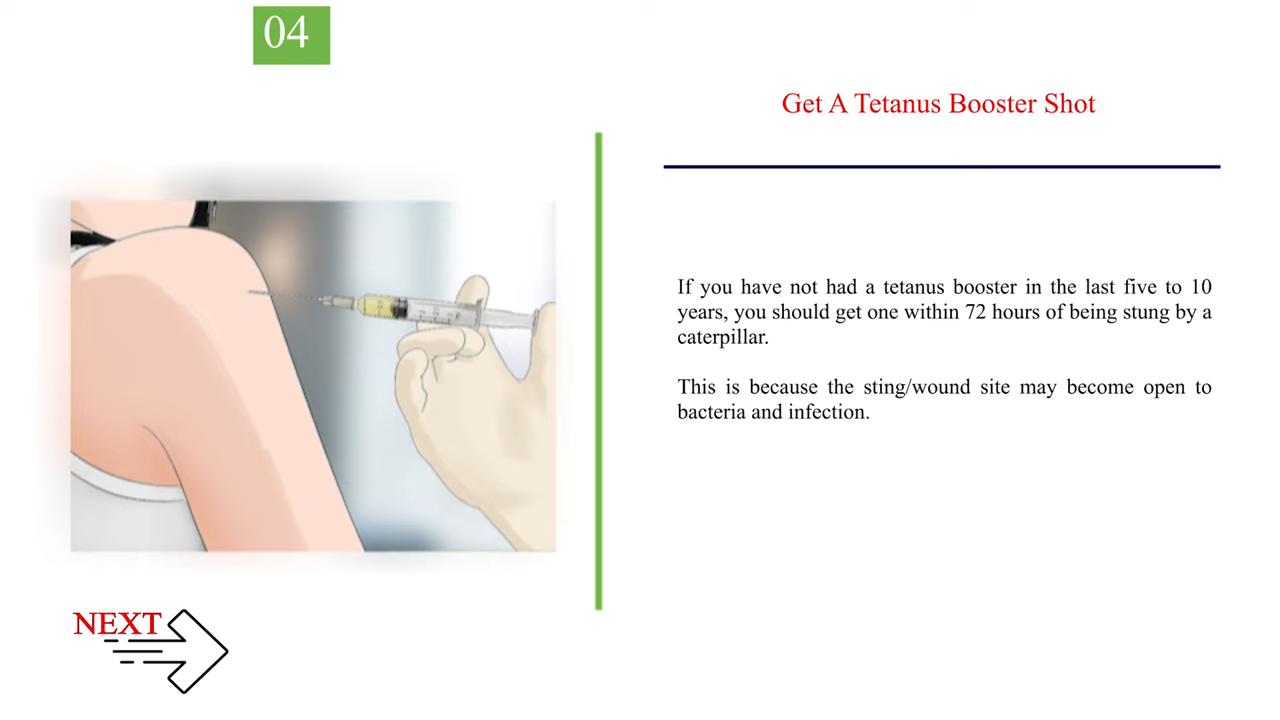 04
Get A Tetanus Booster Shot
If you have not had a tetanus booster in the last five to 10
years, you should get one within 72 hours of being stung by a
caterpillar.
This is because the sting/wound site may become open to
bacteria and infection.
NEXT